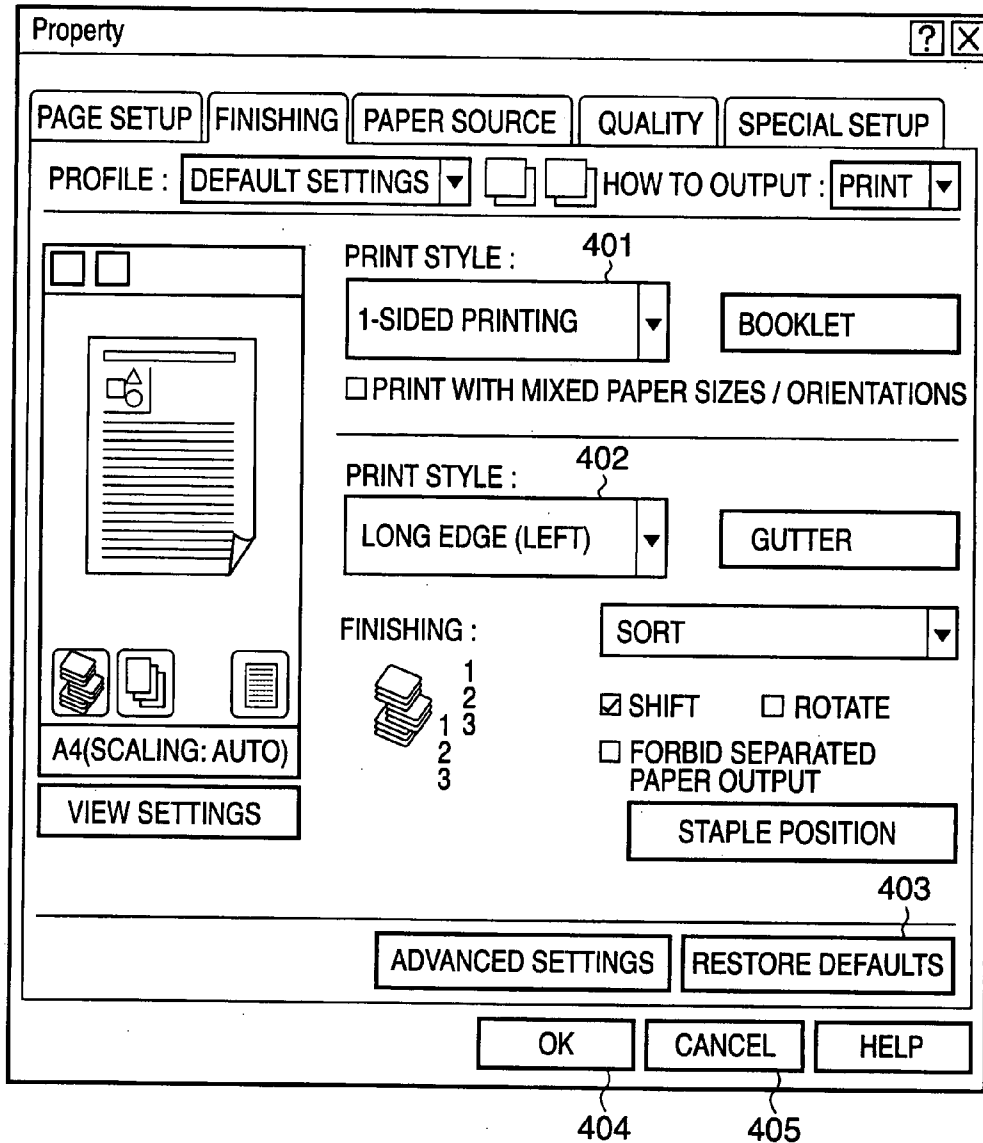 Property ? X
PAGE SETUP FINISHING PAPER SOURCE QUALITY SPECIAL SETUP
PROFILE : DEFAULT SETTINGS HOW TO OUTPUT : PRINT
PRINT STYLE : 401
1-SIDED PRINTING BOOKLET
PRINT WITH MIXED PAPER SIZES / ORIENTATIONS
PRINT STYLE : 402
LONG EDGE (LEFT) GUTTER
FINISHING : SORT
1
2
3
1
2
3
SHIFT ROTATE
FORBID SEPARATED
PAPER OUTPUT
STAPLE POSITION
A4(SCALING: AUTO)
VIEW SETTINGS
403
ADVANCED SETTINGS RESTORE DEFAULTS
OK CANCEL HELP
404 405